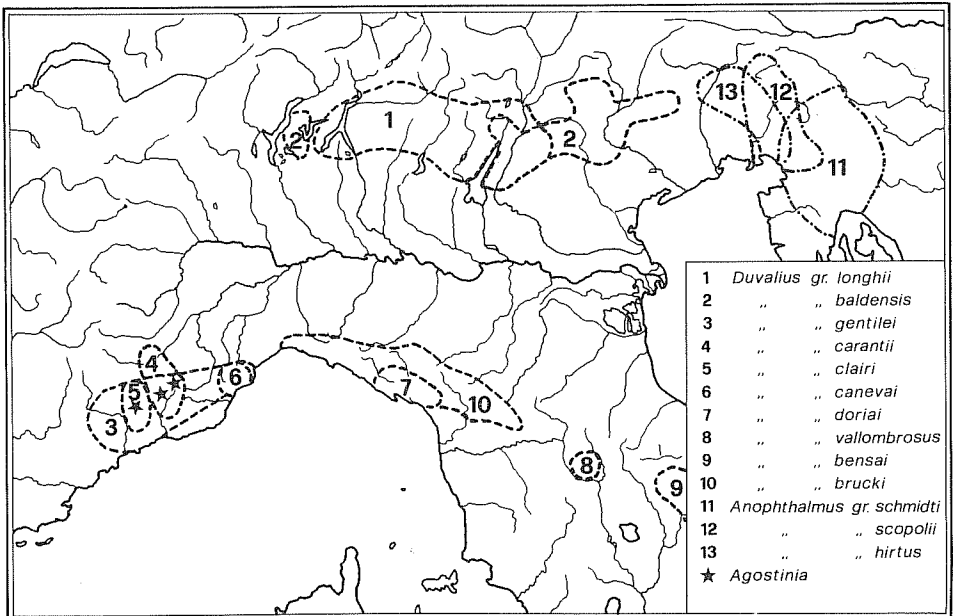 1
2
2
13
12
11
4
5
6
3
7
10
8
9
1 Duvalius gr. longhii
2 ,, ,, baldensis
3 ,, ,, gentilei
4 ,, ,, carantii
5 ,, ,, clairi
6 ,, ,, canevai
7 ,, ,, doriai
8 ,, ,, vallombrosus
9 ,, ,, bensai
10 ,, ,, brucki
11 Anophthalmus gr. schmidti
12 ,, ,, scopolii
13 ,, ,, hirtus
★ Agostinia